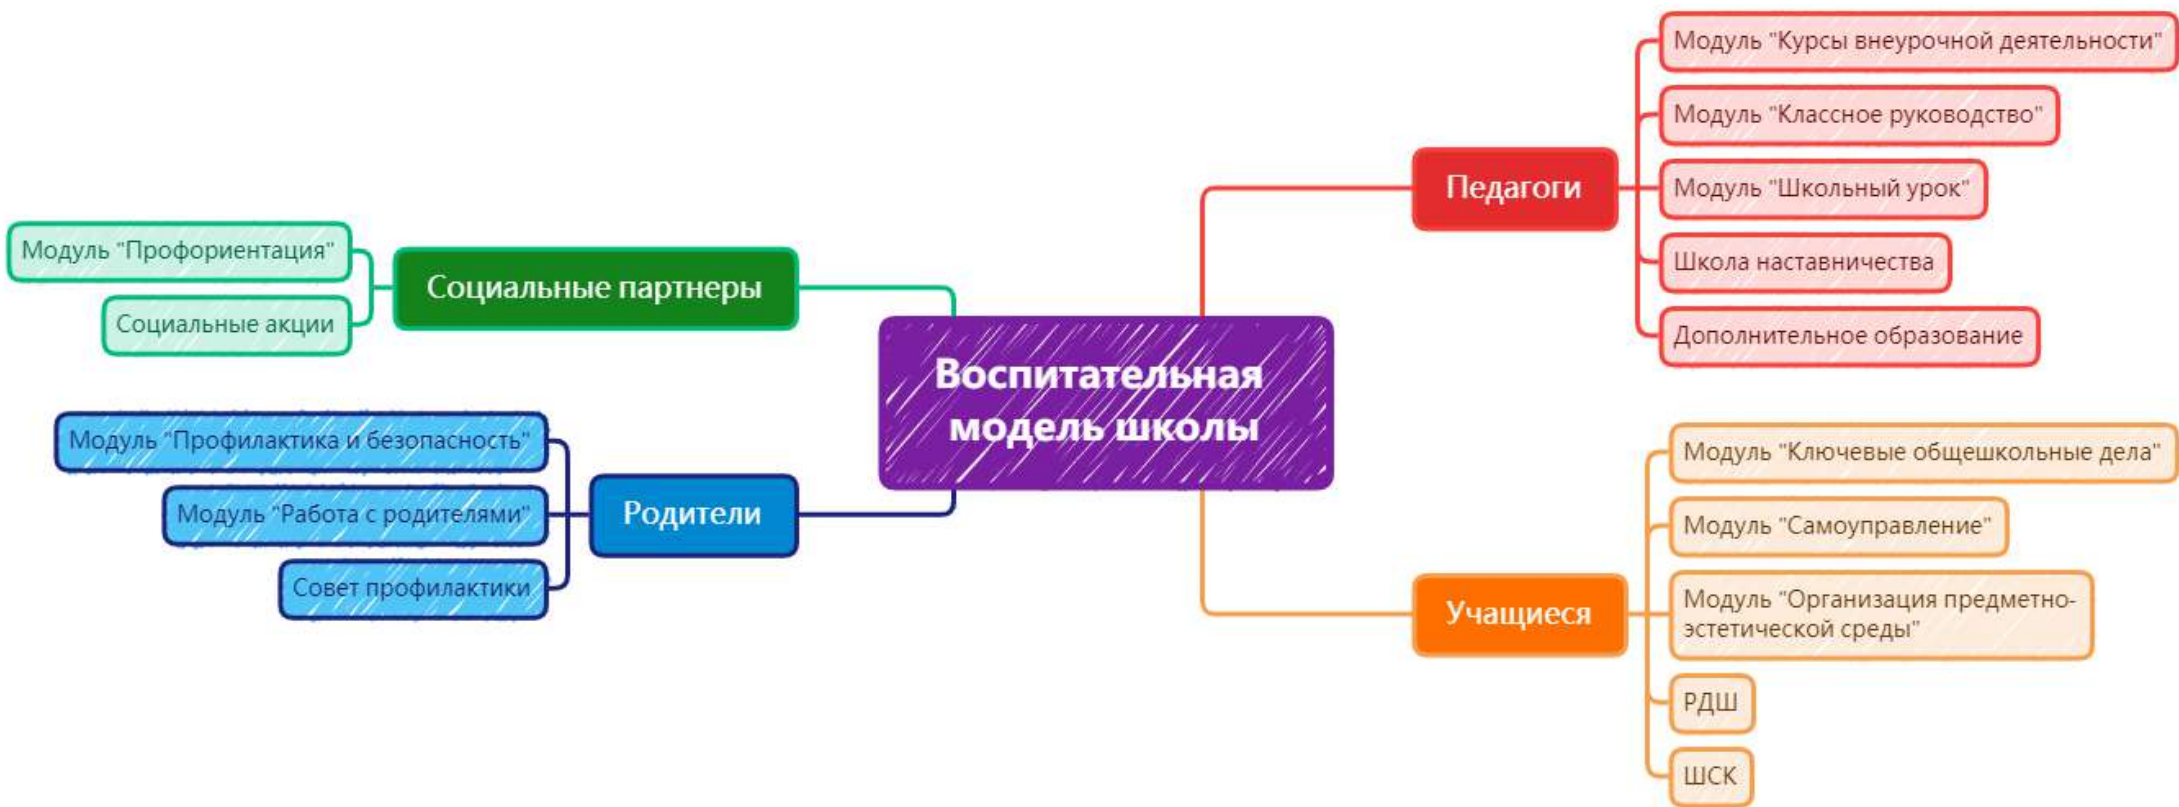 Воспитательная
модель школы
Педагоги
Модуль "Курсы внеурочной деятельности"
Модуль "Классное руководство"
Модуль "Школьный урок"
Школа наставничества
Дополнительное образование
Учащиеся
Модуль "Ключевые общешкольные дела"
Модуль "Самоуправление"
Модуль "Организация предметно-
эстетической среды"
РДШ
ШСК
Социальные партнеры
Модуль "Профориентация"
Социальные акции
Родители
Модуль "Профилактика и безопасность"
Модуль "Работа с родителями"
Совет профилактики